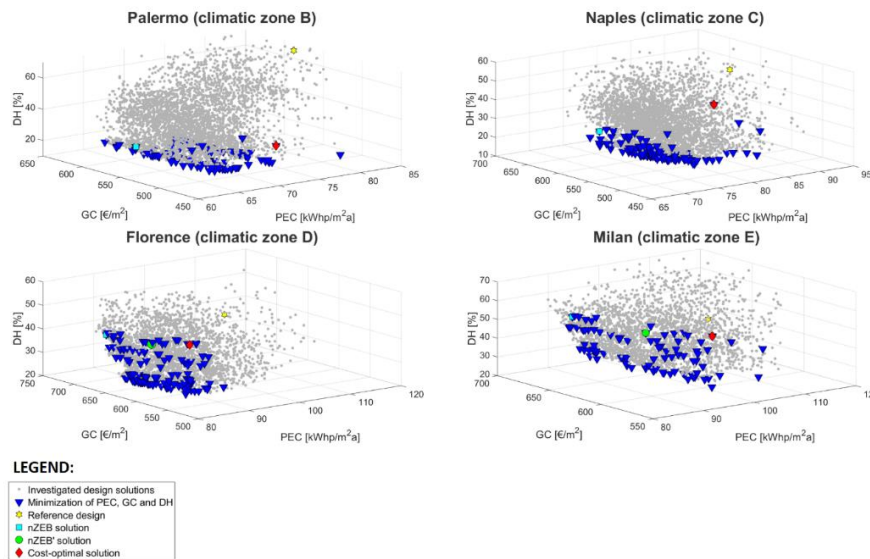 Palermo (climatic zone B)
DH [%]
60
40
20
650
600
550
500
450
GC [€/m²]
60
65
70
75
80
85
PEC [kWhp/m²a]
Naples (climatic zone C)
DH [%]
60
50
40
30
20
10
700
600
500
GC [€/m²]
65
70
75
80
85
90
95
PEC [kWhp/m²a]
Florence (climatic zone D)
DH [%]
60
50
40
30
20
750
700
650
600
550
500
GC [€/m²]
80
90
100
110
120
PEC [kWhp/m²a]
Milan (climatic zone E)
DH [%]
70
60
50
40
30
20
700
650
600
550
GC [€/m²]
80
90
100
110
PEC [kWhp/m²a]
LEGEND:
Investigated design solutions
Minimization of PEC, GC and DH
Reference design
nZEB solution
nZEB' solution
Cost-optimal solution